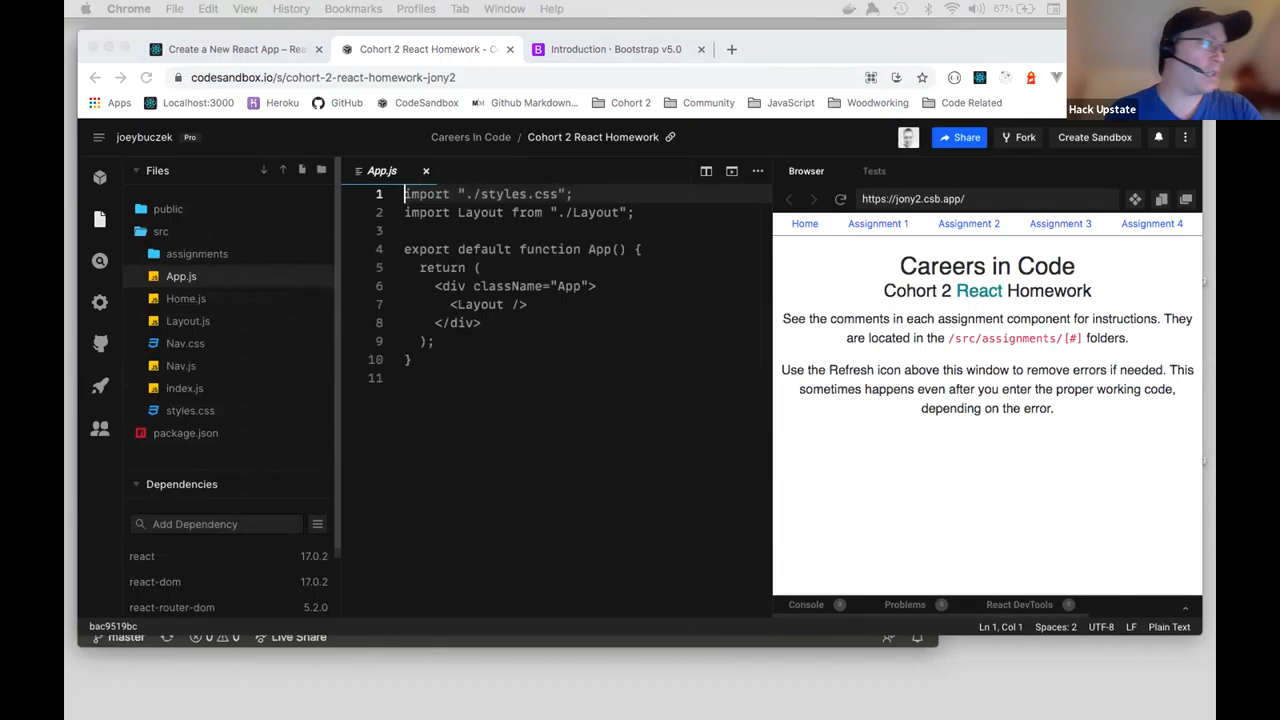 Chrome File Edit View History Bookmarks Profiles Tab Window Help 67%
Create a New React App – Rea Cohort 2 React Homework - C Introduction · Bootstrap v5.0
codesandbox.io/s/cohort-2-react-homework-jony2
Apps Localhost:3000 Heroku GitHub CodeSandbox Github Markdown... Cohort 2 Community JavaScript Woodworking Code Related
Hack Upstate
joeybuczek Pro Careers In Code / Cohort 2 React Homework Share Fork Create Sandbox
Files
public
src
assignments
App.js
Home.js
Layout.js
Nav.css
Nav.js
index.js
styles.css
package.json
Dependencies
Add Dependency
react 17.0.2
react-dom 17.0.2
react-router-dom 5.2.0
App.js
1 import "./styles.css";
2 import Layout from "./Layout";
3
4 export default function App() {
5 return (
6 <div className="App">
7 <Layout />
8 </div>
9 );
10 }
11
Browser Tests
https://jony2.csb.app/
Home Assignment 1 Assignment 2 Assignment 3 Assignment 4
Careers in Code
Cohort 2 React Homework
See the comments in each assignment component for instructions. They
are located in the /src/assignments/[#] folders.
Use the Refresh icon above this window to remove errors if needed. This
sometimes happens even after you enter the proper working code,
depending on the error.
Console 0 Problems 0 React DevTools 0
bac9519bc Ln 1, Col 1 Spaces: 2 UTF-8 LF Plain Text
master 0 0 Live Share